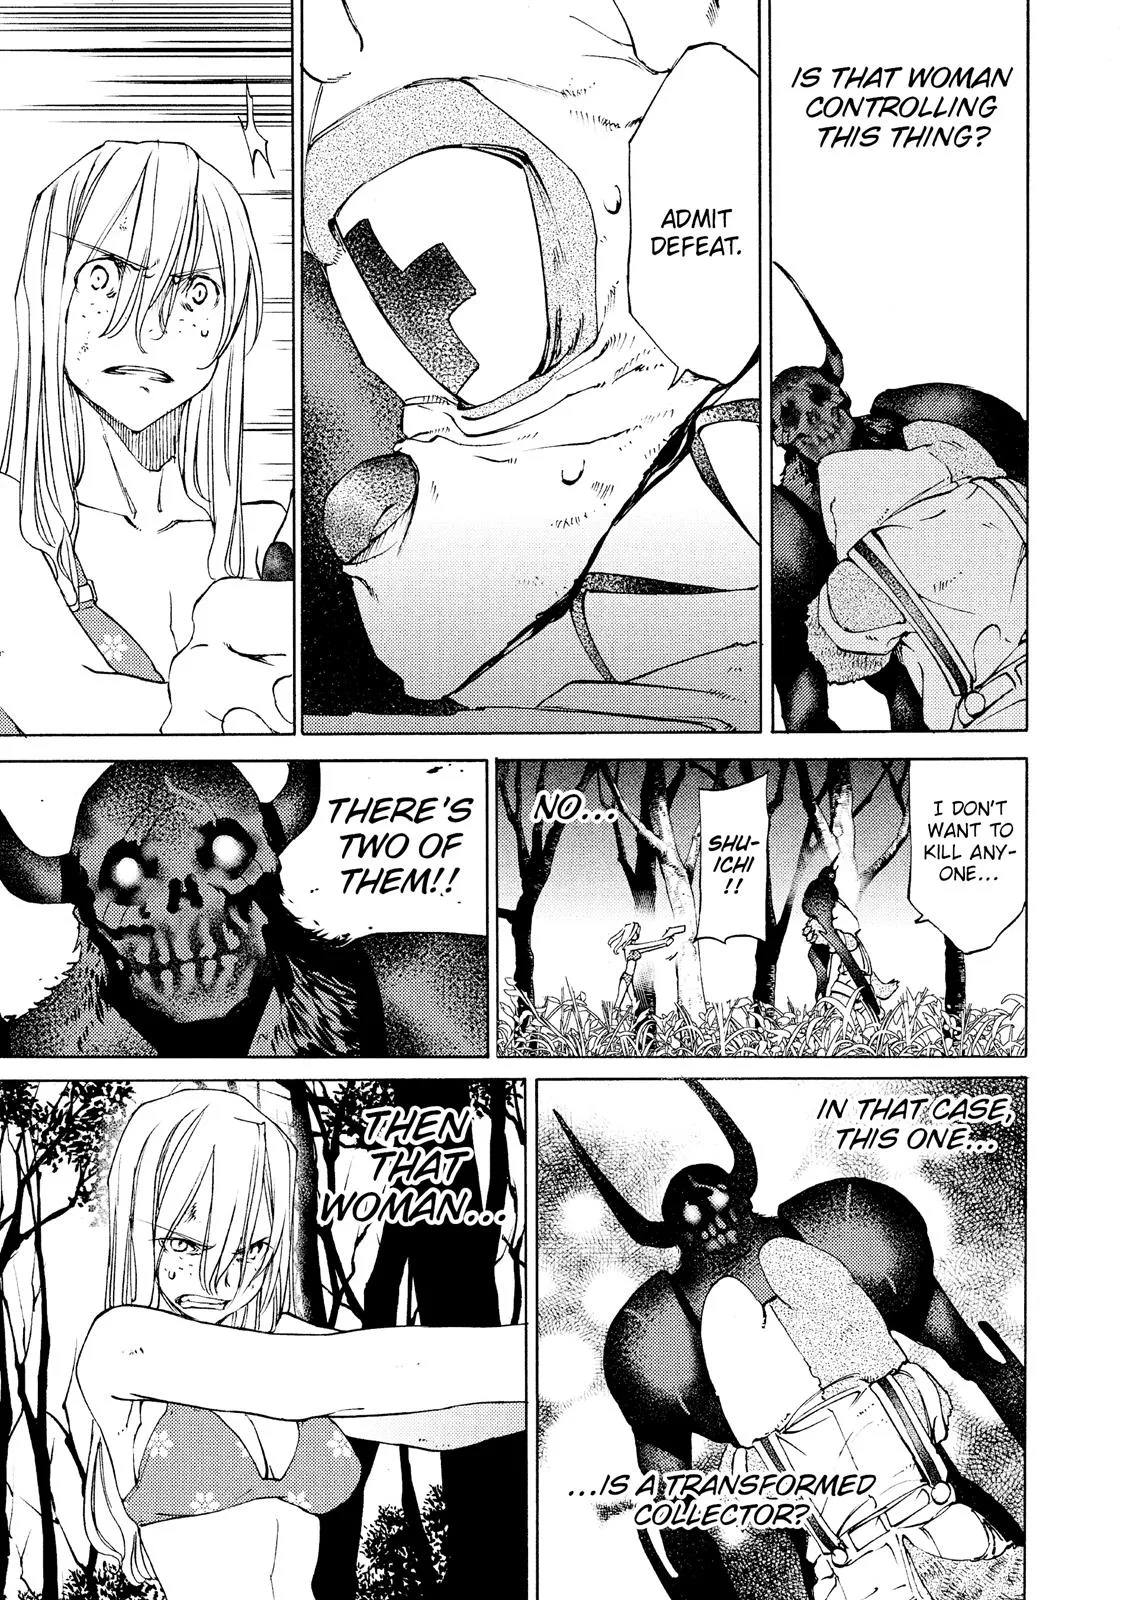 IS THAT WOMAN
CONTROLLING
THIS THING?
ADMIT
DEFEAT.
I DON'T
WANT TO
KILL ANY-
ONE...
SHU-
ICHI
!!
NO...
THERE'S
TWO OF
THEM!!
IN THAT CASE,
THIS ONE...
...IS A TRANSFORMED
COLLECTOR?
THEN
THAT
WOMAN...